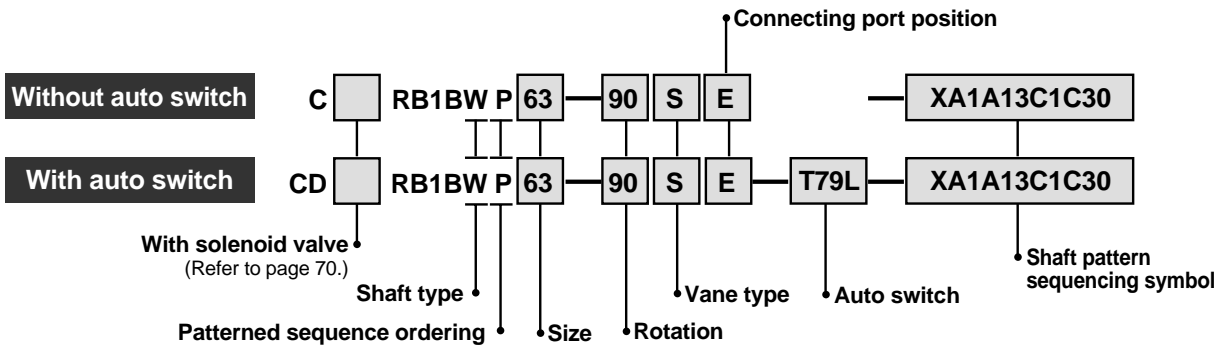 Connecting port position
Without auto switch C RB1BW P 63 — 90 S E — XA1A13C1C30
With auto switch CD RB1BW P 63 — 90 S E — T79L — XA1A13C1C30
With solenoid valve
(Refer to page 70.)
Shaft type
Patterned sequence ordering
Size
Rotation
Vane type
Auto switch
Shaft pattern
sequencing symbol